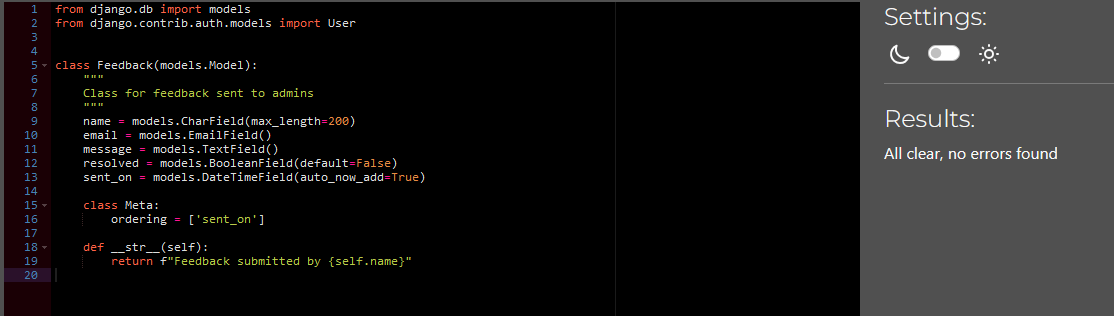 1 from django.db import models
2 from django.contrib.auth.models import User
3
4
5 class Feedback(models.Model):
6     """
7     Class for feedback sent to admins
8     """
9     name = models.CharField(max_length=200)
10     email = models.EmailField()
11     message = models.TextField()
12     resolved = models.BooleanField(default=False)
13     sent_on = models.DateTimeField(auto_now_add=True)
14
15     class Meta:
16         ordering = ['sent_on']
17
18     def __str__(self):
19         return f"Feedback submitted by {self.name}"
20
Settings:
Results:
All clear, no errors found